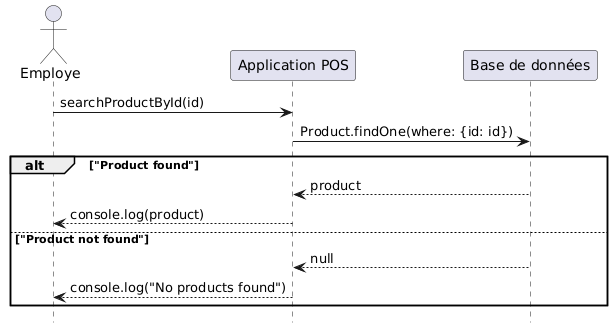 Employe
Application POS
Base de données
searchProductById(id)
Product.findOne(where: {id: id})
alt
["Product found"]
product
console.log(product)
["Product not found"]
null
console.log("No products found")